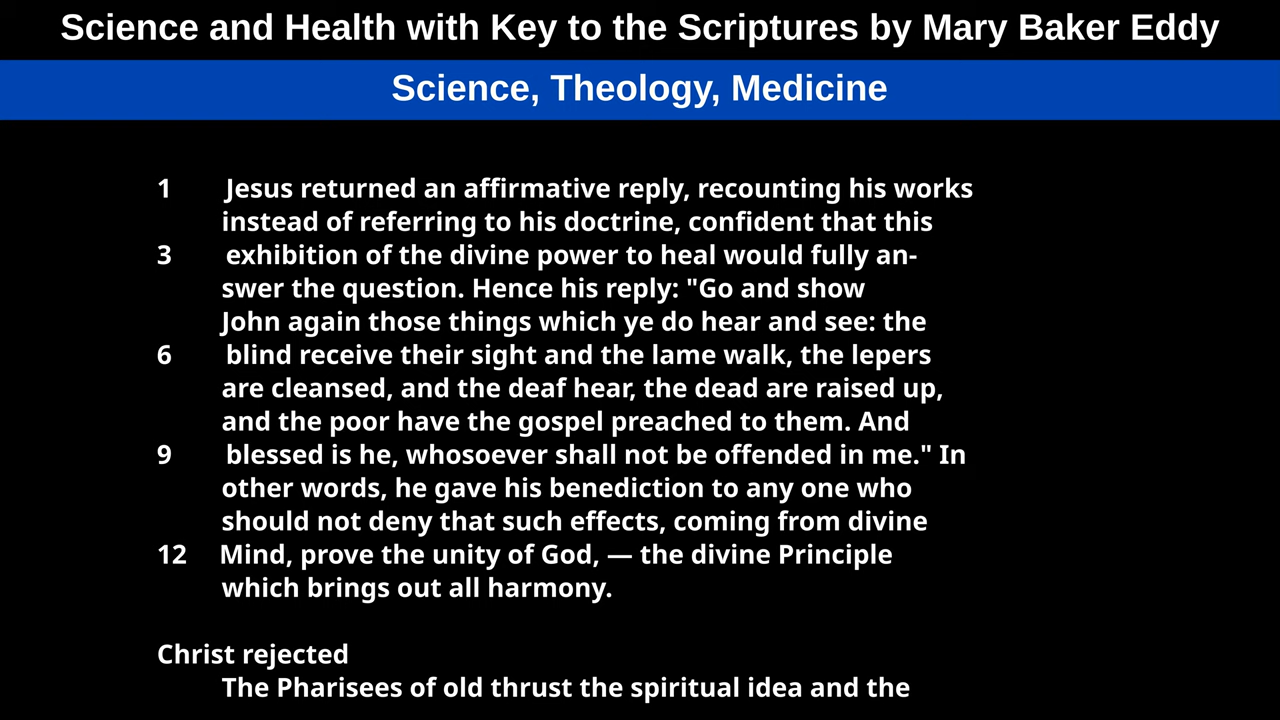 Science and Health with Key to the Scriptures by Mary Baker Eddy
Science, Theology, Medicine
1 Jesus returned an affirmative reply, recounting his works
instead of referring to his doctrine, confident that this
3 exhibition of the divine power to heal would fully an-
swer the question. Hence his reply: "Go and show
John again those things which ye do hear and see: the
6 blind receive their sight and the lame walk, the lepers
are cleansed, and the deaf hear, the dead are raised up,
and the poor have the gospel preached to them. And
9 blessed is he, whosoever shall not be offended in me." In
other words, he gave his benediction to any one who
should not deny that such effects, coming from divine
12 Mind, prove the unity of God, — the divine Principle
which brings out all harmony.
Christ rejected
The Pharisees of old thrust the spiritual idea and the